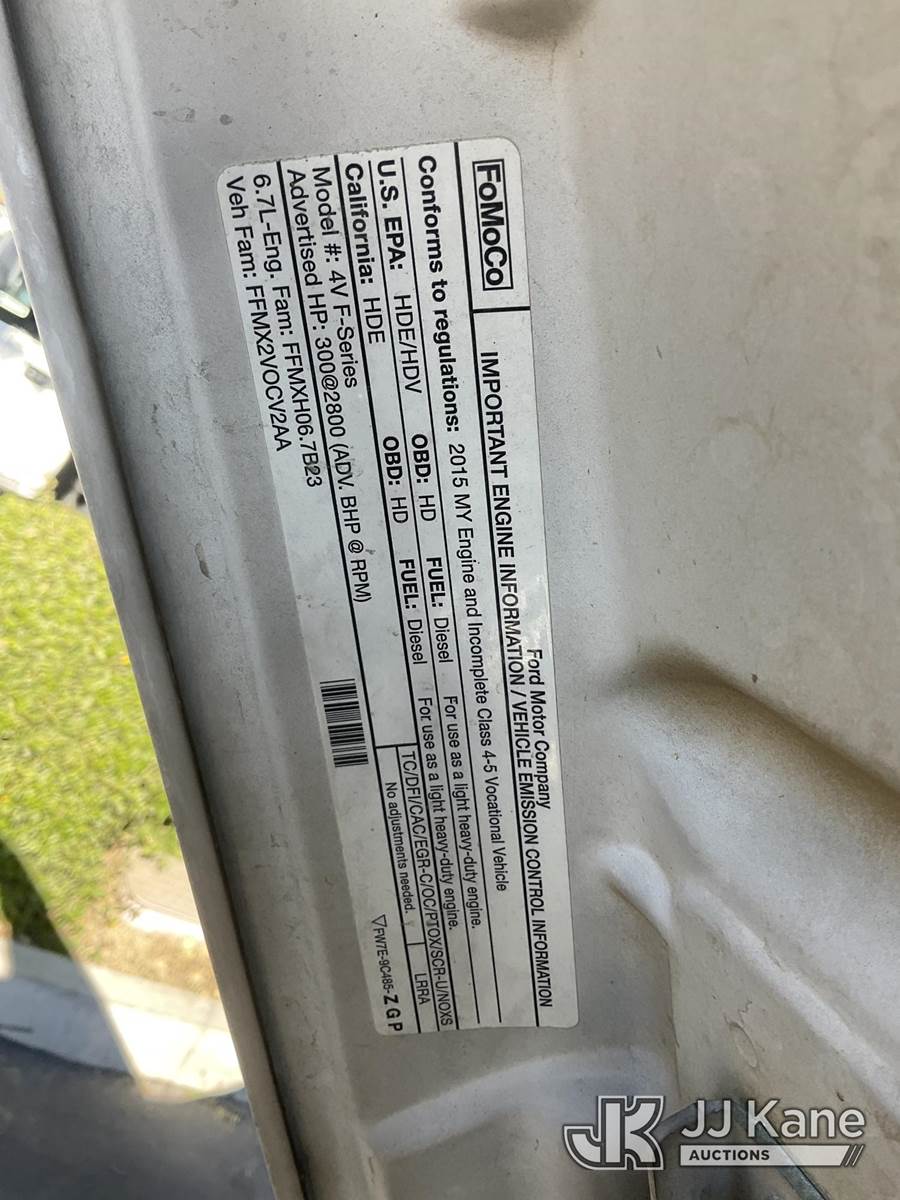 FoMoCo
Ford Motor Company
IMPORTANT ENGINE INFORMATION / VEHICLE EMISSION CONTROL INFORMATION
Conforms to regulations: 2015 MY Engine and Incomplete Class 4-5 Vocational Vehicle
U.S. EPA: HDE/HDV OBD: HD FUEL: Diesel For use as a light heavy-duty engine.
California: HDE OBD: HD FUEL: Diesel For use as a light heavy-duty engine.
Model #: 4V F-Series
Advertised HP: 300@2800 (ADV. BHP @ RPM)
6.7L-Eng. Fam: FFMXH06.7B23
Veh Fam: FFMX2VOCV2AA
TC/DFI/CAC/EGR-C/OC/PTOX/SCR-U/NOXS
No adjustments needed.
LRRA
FW7E-9C485-ZGP
JK JJ Kane
AUCTIONS